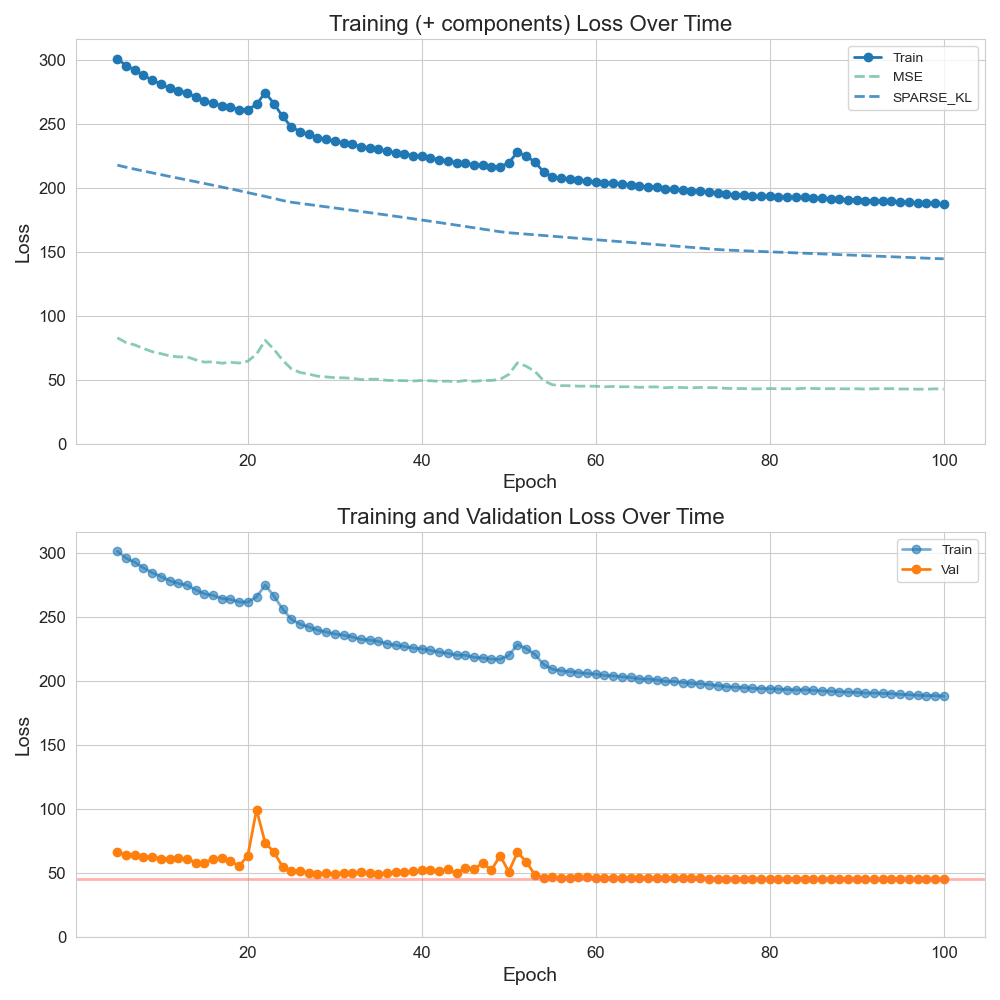 Training (+ components) Loss Over Time
Train
MSE
SPARSE_KL
300
250
200
150
100
50
0
Loss
20 40 60 80 100
Epoch
Training and Validation Loss Over Time
Train
Val
300
250
200
150
100
50
0
Loss
20 40 60 80 100
Epoch